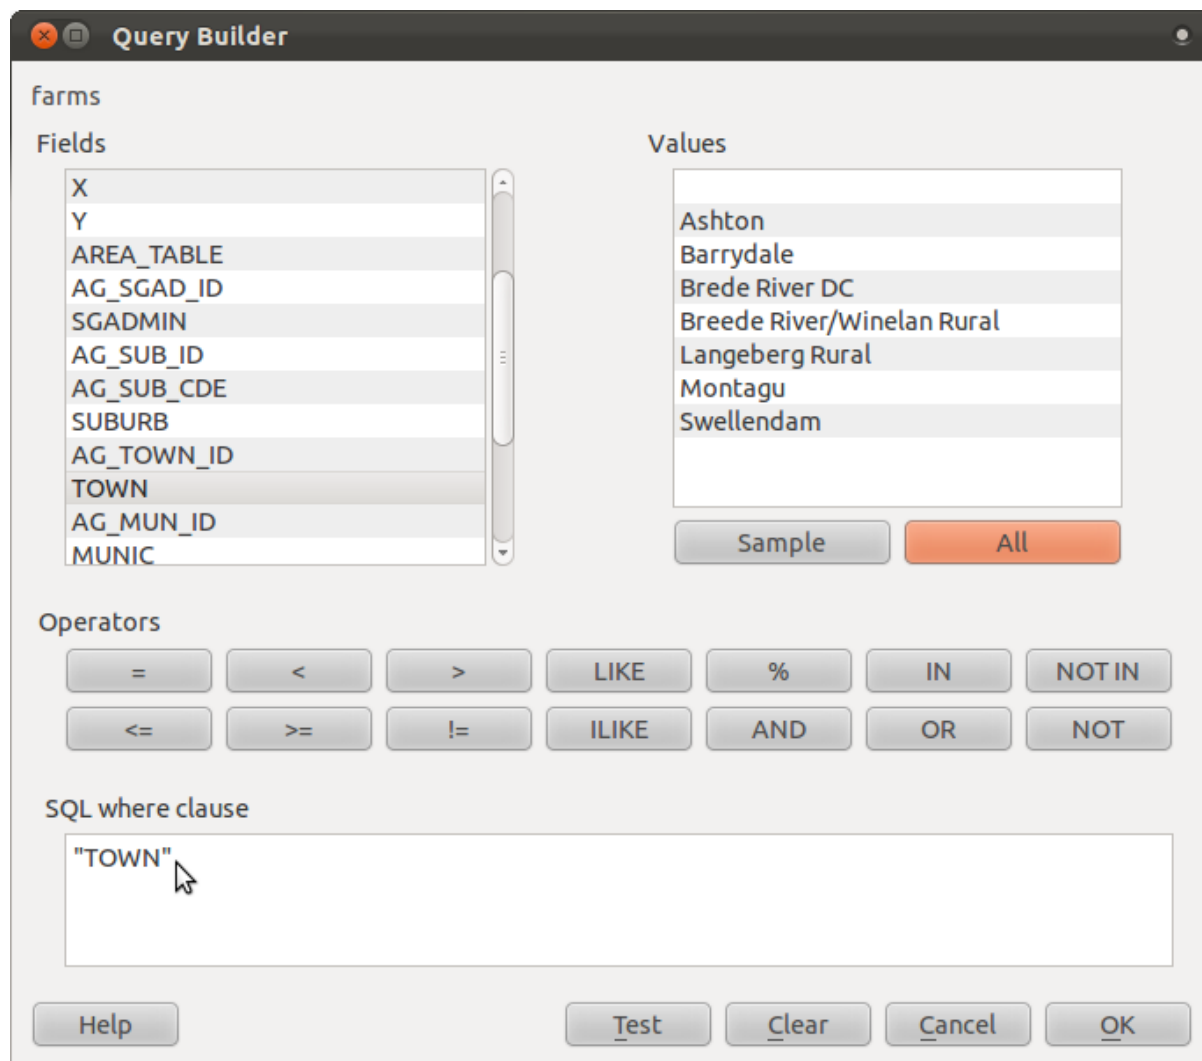 Query Builder
farms
Fields
Values
X
Y
AREA_TABLE
AG_SGAD_ID
SGADMIN
AG_SUB_ID
AG_SUB_CDE
SUBURB
AG_TOWN_ID
TOWN
AG_MUN_ID
MUNIC
Ashton
Barrydale
Brede River DC
Breede River/Winelan Rural
Langeberg Rural
Montagu
Swellendam
Sample All
Operators
= < > LIKE % IN NOT IN
<= >= != ILIKE AND OR NOT
SQL where clause
"TOWN"
Help Test Clear Cancel OK